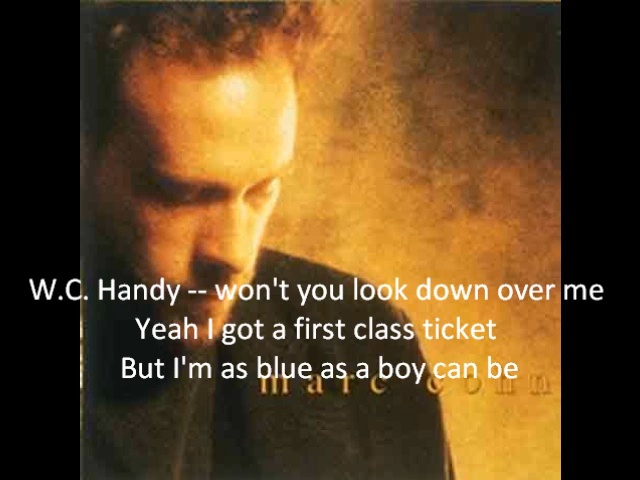 W.C. Handy -- won't you look down over me
Yeah I got a first class ticket
But I'm as blue as a boy can be
marc cohn